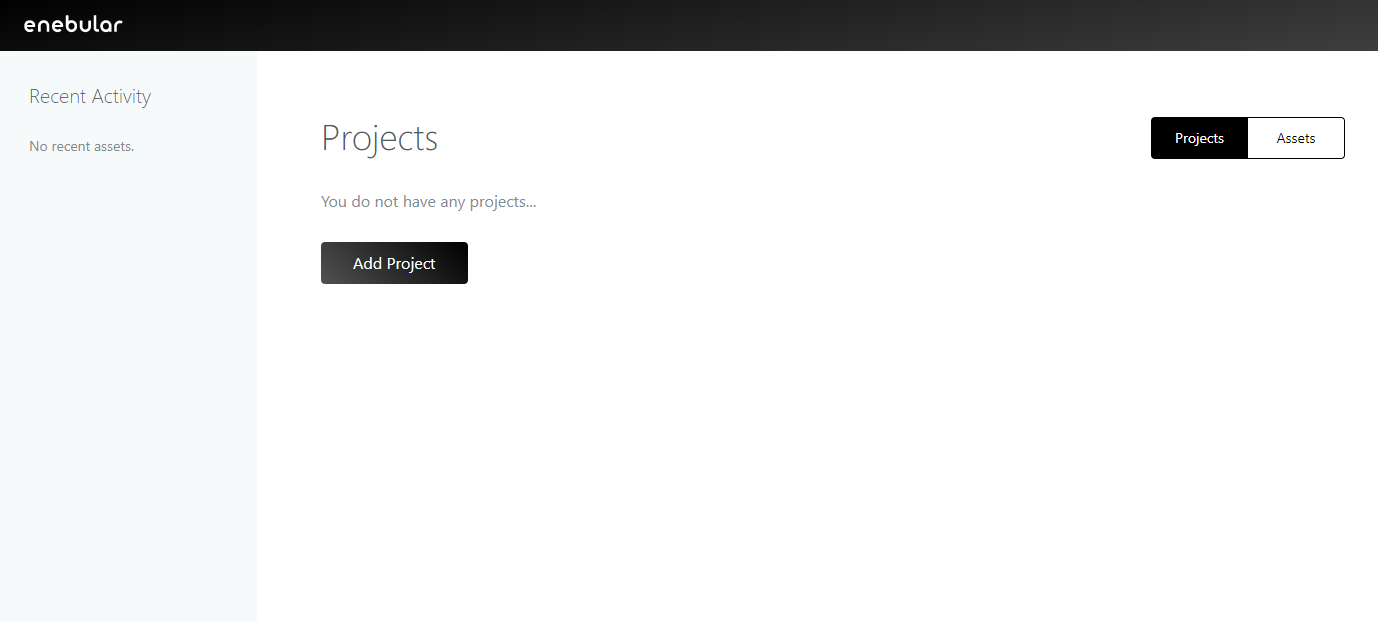 enebular
Recent Activity
No recent assets.
Projects
Projects
Assets
You do not have any projects...
Add Project